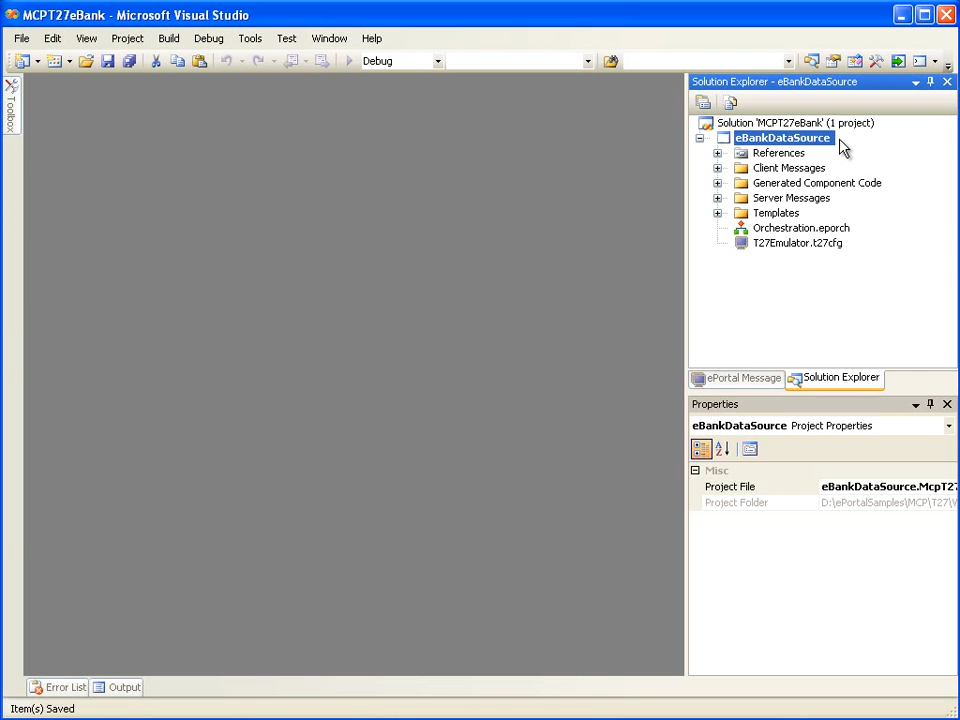 MCPT27eBank - Microsoft Visual Studio
File Edit View Project Build Debug Tools Test Window Help
Debug
Toolbox
Solution Explorer - eBankDataSource
Solution 'MCPT27eBank' (1 project)
eBankDataSource
References
Client Messages
Generated Component Code
Server Messages
Templates
Orchestration.eporch
T27Emulator.t27cfg
ePortal Message Solution Explorer
Properties
eBankDataSource Project Properties
Misc
Project File eBankDataSource.McpT27
Project Folder D:\ePortalSamples\MCP\T27\
Error List Output
Item(s) Saved